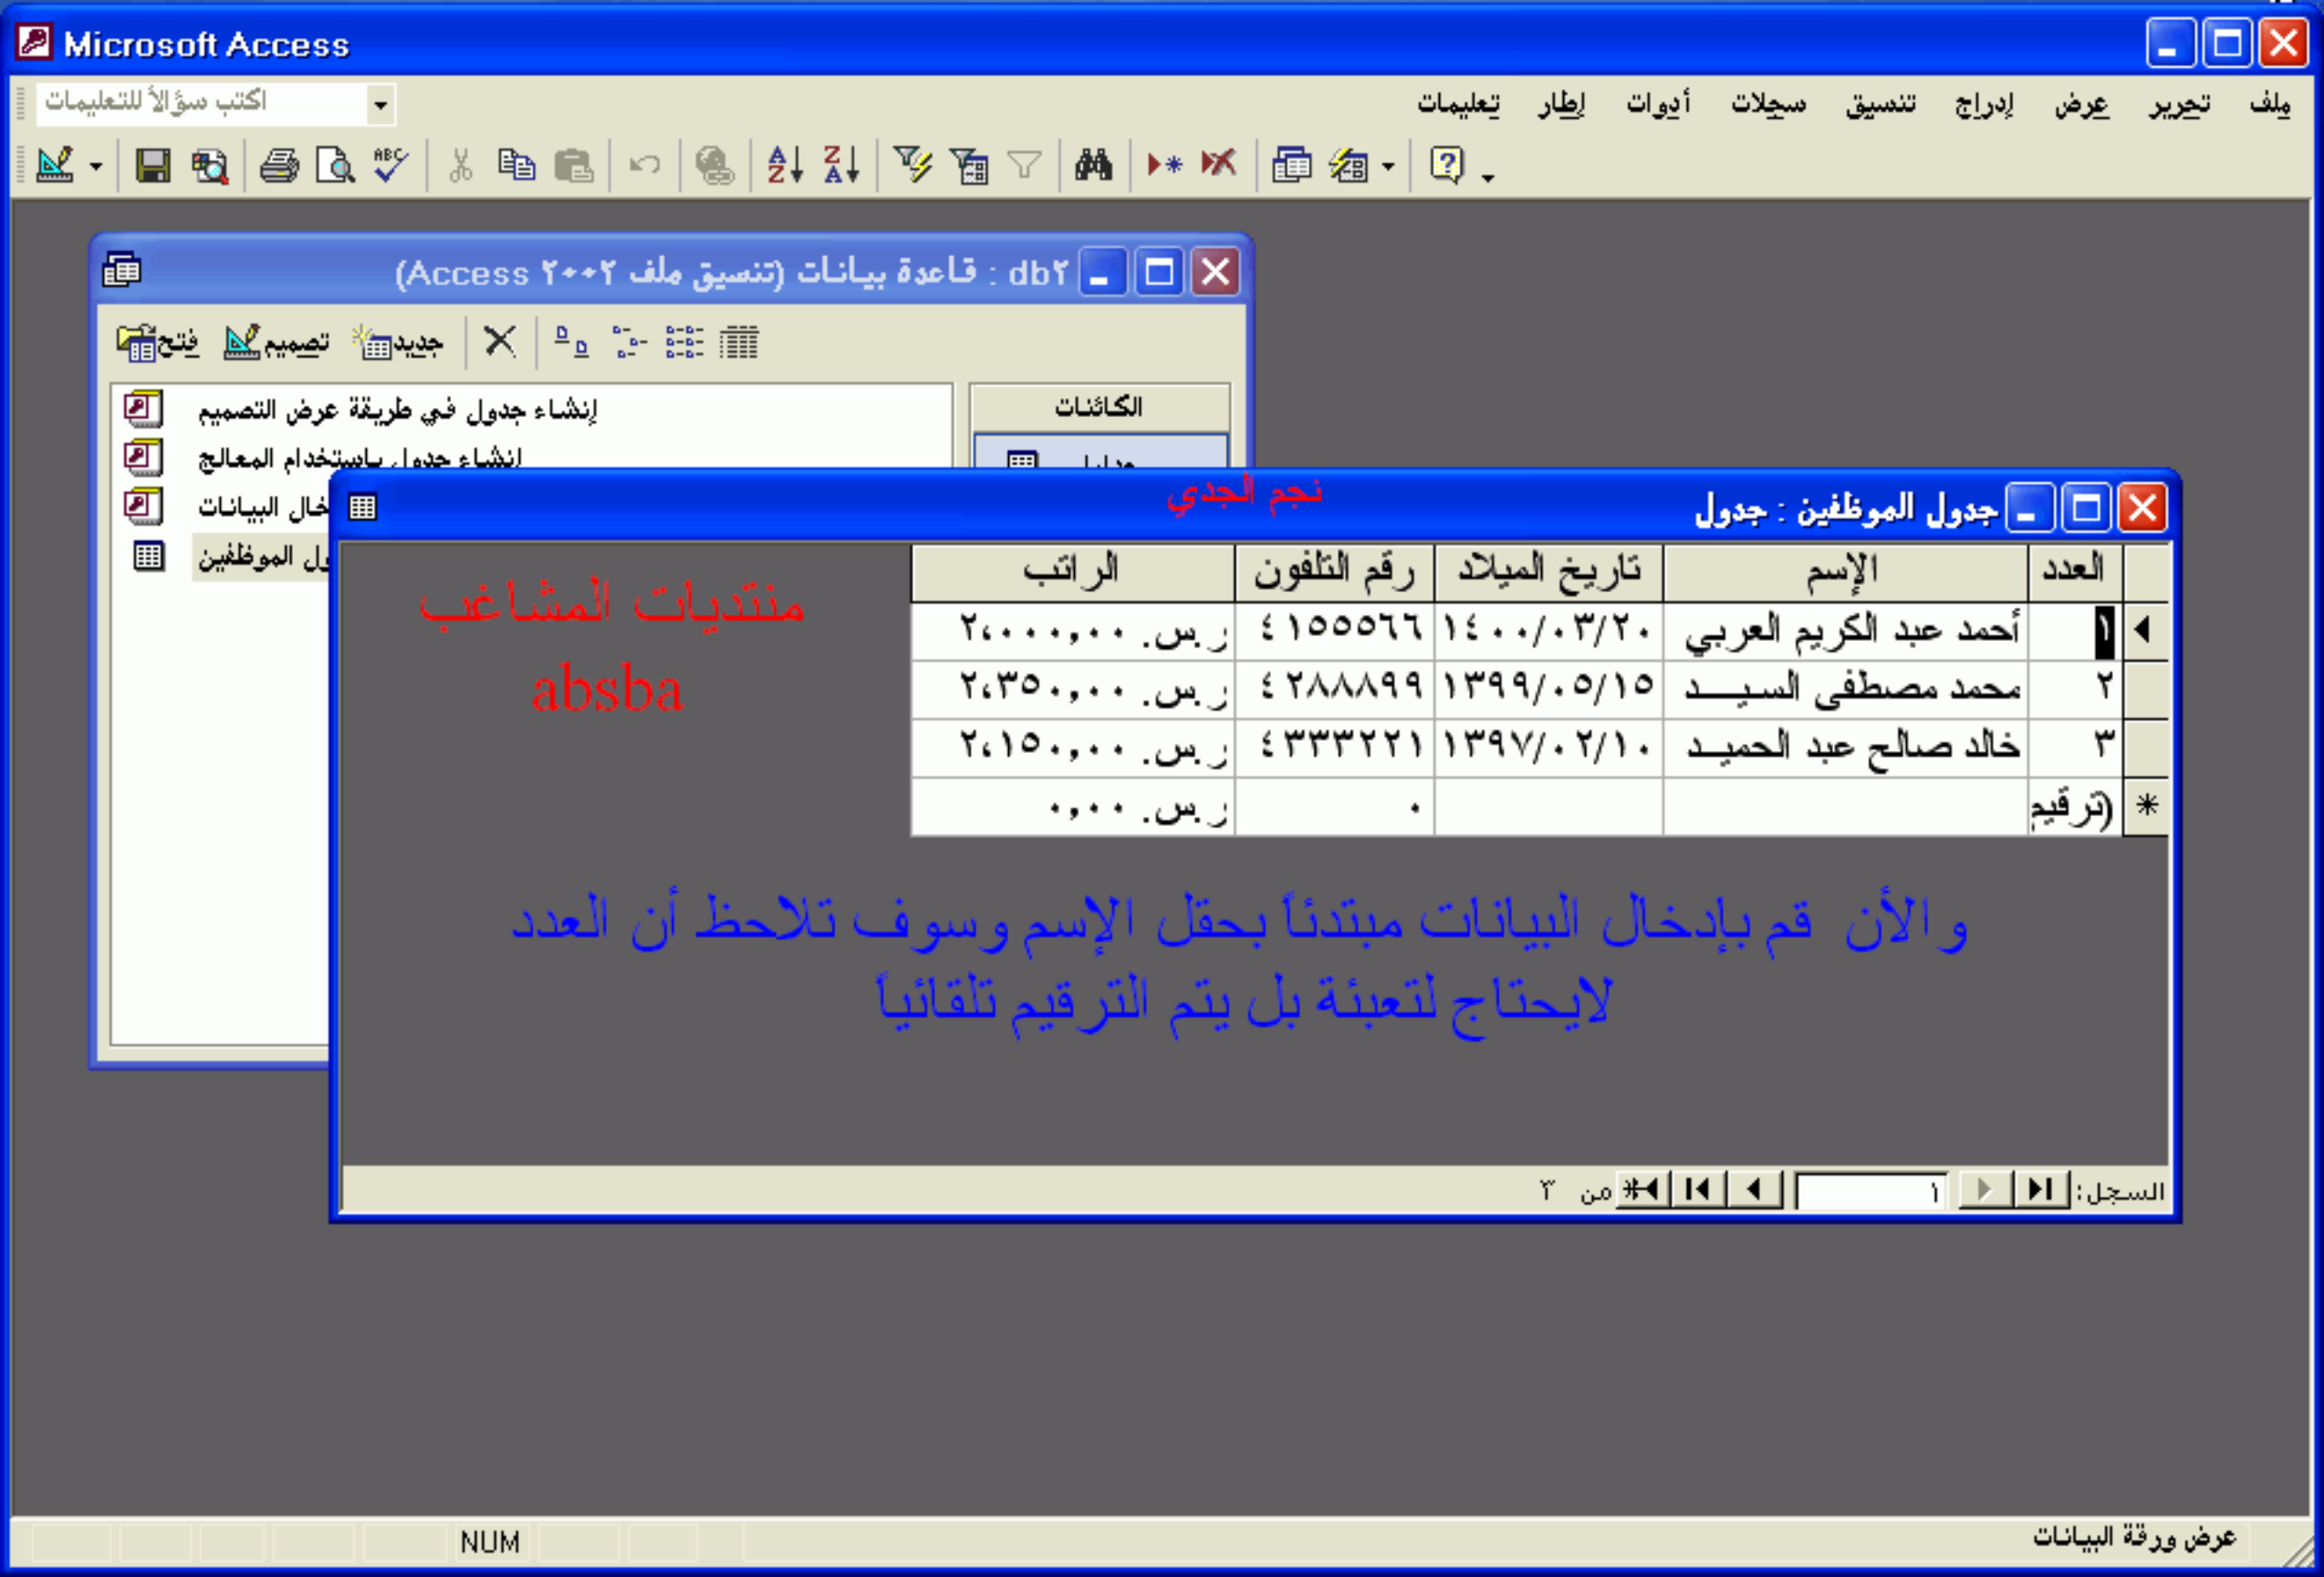 Microsoft Access
ملف تحرير عرض إدراج تنسيق سجلات أدوات إطار تعليمات
اكتب سؤالاً للتعليمات
db٢ : قاعدة بيانات (تنسيق ملف Access ٢٠٠٢)
فتح تصميم جديد
الكائنات
إنشاء جدول في طريقة عرض التصميم
إنشاء جدول باستخدام المعالج
البيانات
الموظفين
جدول الموظفين : جدول
نجم الجدي
العدد الإسم تاريخ الميلاد رقم التلفون الراتب
١ أحمد عبد الكريم العربي ١٤٠٠/٠٣/٢٠ ٤١٥٥٥٦٦ ر.س. ٢،٠٠٠,٠٠
٢ محمد مصطفى السيــد ١٣٩٩/٠٥/١٥ ٤٢٨٨٨٩٩ ر.س. ٢،٣٥٠,٠٠
٣ خالد صالح عبد الحميـد ١٣٩٧/٠٢/١٠ ٤٣٣٣٢٢١ ر.س. ٢،١٥٠,٠٠
(ترقيم ٠ ر.س. ٠,٠٠
منتديات المشاغب
absba
والأن قم بإدخال البيانات مبتدئاً بحقل الإسم وسوف تلاحظ أن العدد
لايحتاج لتعبئة بل يتم الترقيم تلقائياً
السجل: ١ من ٣
عرض ورقة البيانات
NUM